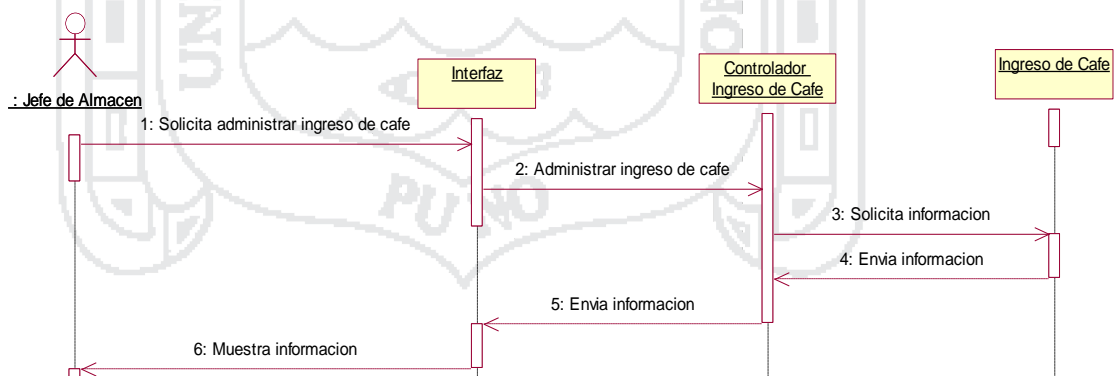 : Jefe de Almacen
Interfaz
Controlador
Ingreso de Cafe
Ingreso de Cafe
1: Solicita administrar ingreso de cafe
2: Administrar ingreso de cafe
3: Solicita informacion
4: Envia informacion
5: Envia informacion
6: Muestra informacion
PUNO